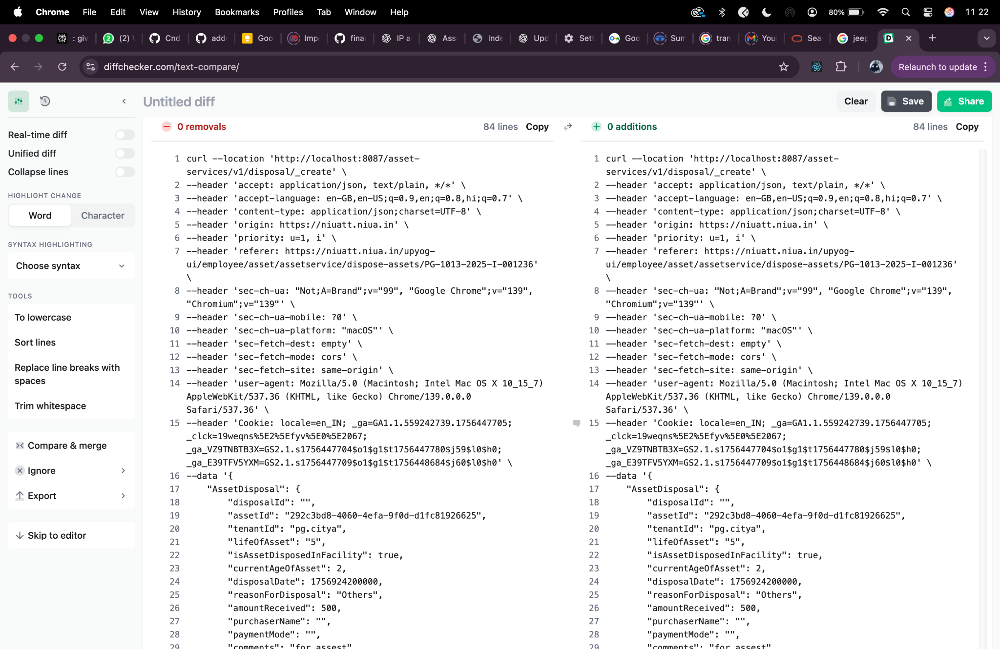 Chrome File Edit View History Bookmarks Profiles Tab Window Help 80% 11 22
: giv (2) Cnd add Goo Imp finar IP a Ass Inde Upd Sett Goo Sum tran You Sea jeep
diffchecker.com/text-compare/ Relaunch to update
Untitled diff Clear Save Share
Real-time diff
Unified diff
Collapse lines
HIGHLIGHT CHANGE
Word Character
SYNTAX HIGHLIGHTING
Choose syntax
TOOLS
To lowercase
Sort lines
Replace line breaks with
spaces
Trim whitespace
Compare & merge
Ignore
Export
Skip to editor
0 removals 84 lines Copy
1 curl --location 'http://localhost:8087/asset-
services/v1/disposal/_create' \
2 --header 'accept: application/json, text/plain, */*' \
3 --header 'accept-language: en-GB,en-US;q=0.9,en;q=0.8,hi;q=0.7' \
4 --header 'content-type: application/json;charset=UTF-8' \
5 --header 'origin: https://niuatt.niua.in' \
6 --header 'priority: u=1, i' \
7 --header 'referer: https://niuatt.niua.in/upyog-
ui/employee/asset/assetservice/dispose-assets/PG-1013-2025-I-001236'
\
8 --header 'sec-ch-ua: "Not;A=Brand";v="99", "Google Chrome";v="139",
"Chromium";v="139"' \
9 --header 'sec-ch-ua-mobile: ?0' \
10 --header 'sec-ch-ua-platform: "macOS"' \
11 --header 'sec-fetch-dest: empty' \
12 --header 'sec-fetch-mode: cors' \
13 --header 'sec-fetch-site: same-origin' \
14 --header 'user-agent: Mozilla/5.0 (Macintosh; Intel Mac OS X 10_15_7)
AppleWebKit/537.36 (KHTML, like Gecko) Chrome/139.0.0.0
Safari/537.36' \
15 --header 'Cookie: locale=en_IN; _ga=GA1.1.559242739.1756447705;
_clck=19weqns%5E2%5Efyv%5E0%5E2067;
_ga_VZ9TNBTB3X=GS2.1.s1756447704$o1$g1$t1756447780$j59$l0$h0;
_ga_E39TFV5YXM=GS2.1.s1756447709$o1$g1$t1756448684$j60$l0$h0' \
16 --data '{
17 "AssetDisposal": {
18 "disposalId": "",
19 "assetId": "292c3bd8-4060-4efa-9f0d-d1fc81926625",
20 "tenantId": "pg.citya",
21 "lifeOfAsset": "5",
22 "isAssetDisposedInFacility": true,
23 "currentAgeOfAsset": 2,
24 "disposalDate": 1756924200000,
25 "reasonForDisposal": "Others",
26 "amountReceived": 500,
27 "purchaserName": "",
28 "paymentMode": "",
29 "comments": "for assest"
0 additions 84 lines Copy
1 curl --location 'http://localhost:8087/asset-
services/v1/disposal/_create' \
2 --header 'accept: application/json, text/plain, */*' \
3 --header 'accept-language: en-GB,en-US;q=0.9,en;q=0.8,hi;q=0.7' \
4 --header 'content-type: application/json;charset=UTF-8' \
5 --header 'origin: https://niuatt.niua.in' \
6 --header 'priority: u=1, i' \
7 --header 'referer: https://niuatt.niua.in/upyog-
ui/employee/asset/assetservice/dispose-assets/PG-1013-2025-I-001236'
\
8 --header 'sec-ch-ua: "Not;A=Brand";v="99", "Google Chrome";v="139",
"Chromium";v="139"' \
9 --header 'sec-ch-ua-mobile: ?0' \
10 --header 'sec-ch-ua-platform: "macOS"' \
11 --header 'sec-fetch-dest: empty' \
12 --header 'sec-fetch-mode: cors' \
13 --header 'sec-fetch-site: same-origin' \
14 --header 'user-agent: Mozilla/5.0 (Macintosh; Intel Mac OS X 10_15_7)
AppleWebKit/537.36 (KHTML, like Gecko) Chrome/139.0.0.0
Safari/537.36' \
15 --header 'Cookie: locale=en_IN; _ga=GA1.1.559242739.1756447705;
_clck=19weqns%5E2%5Efyv%5E0%5E2067;
_ga_VZ9TNBTB3X=GS2.1.s1756447704$o1$g1$t1756447780$j59$l0$h0;
_ga_E39TFV5YXM=GS2.1.s1756447709$o1$g1$t1756448684$j60$l0$h0' \
16 --data '{
17 "AssetDisposal": {
18 "disposalId": "",
19 "assetId": "292c3bd8-4060-4efa-9f0d-d1fc81926625",
20 "tenantId": "pg.citya",
21 "lifeOfAsset": "5",
22 "isAssetDisposedInFacility": true,
23 "currentAgeOfAsset": 2,
24 "disposalDate": 1756924200000,
25 "reasonForDisposal": "Others",
26 "amountReceived": 500,
27 "purchaserName": "",
28 "paymentMode": "",
29 "comments": "for assest"